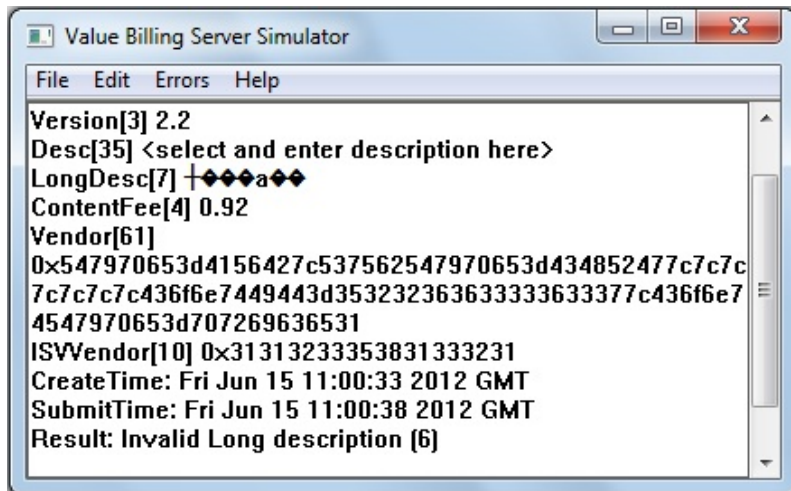 Value Billing Server Simulator
File Edit Errors Help
Version[3] 2.2
Desc[35] <select and enter description here>
LongDesc[7] ┼���a��
ContentFee[4] 0.92
Vendor[61]
0x547970653d4156427c537562547970653d434852477c7c7c
7c7c7c7c436f6e7449443d35323236363333363337​7c436f6e7
4547970653d707269636531
ISVVendor[10] 0x31313233353831333231
CreateTime: Fri Jun 15 11:00:33 2012 GMT
SubmitTime: Fri Jun 15 11:00:38 2012 GMT
Result: Invalid Long description (6)